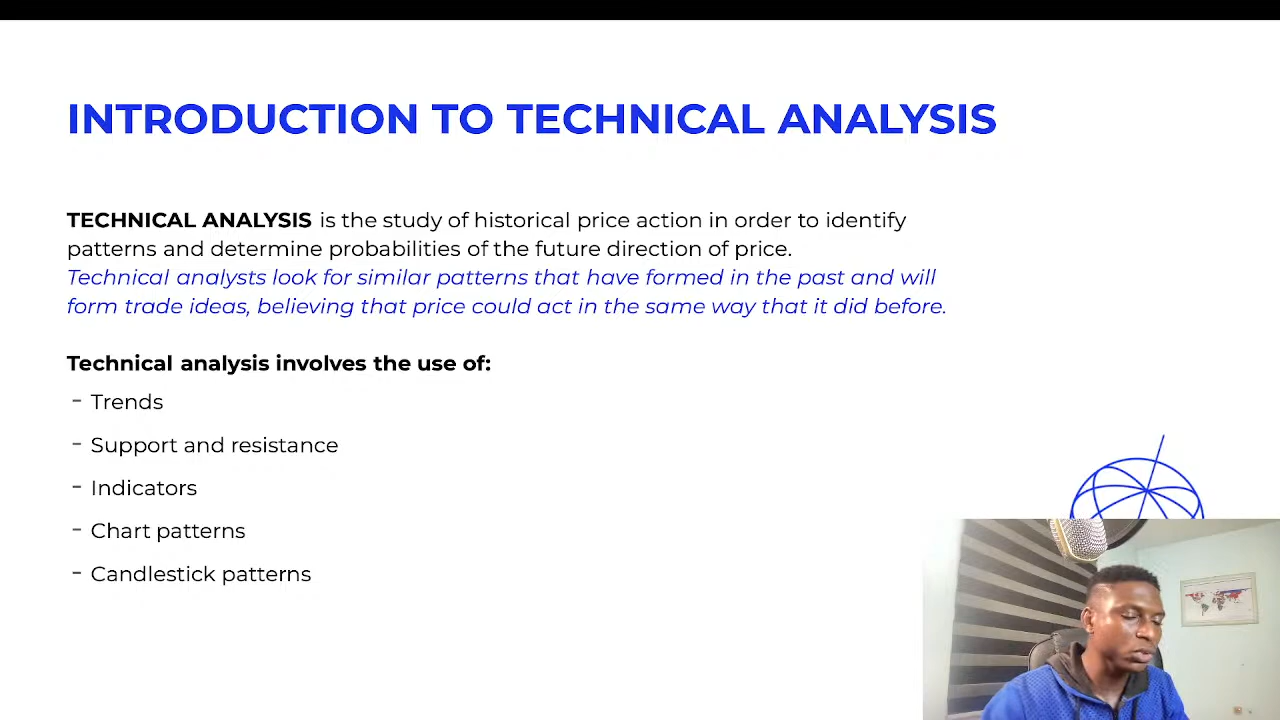 INTRODUCTION TO TECHNICAL ANALYSIS
TECHNICAL ANALYSIS is the study of historical price action in order to identify
patterns and determine probabilities of the future direction of price.
Technical analysts look for similar patterns that have formed in the past and will
form trade ideas, believing that price could act in the same way that it did before.
Technical analysis involves the use of:
- Trends
- Support and resistance
- Indicators
- Chart patterns
- Candlestick patterns